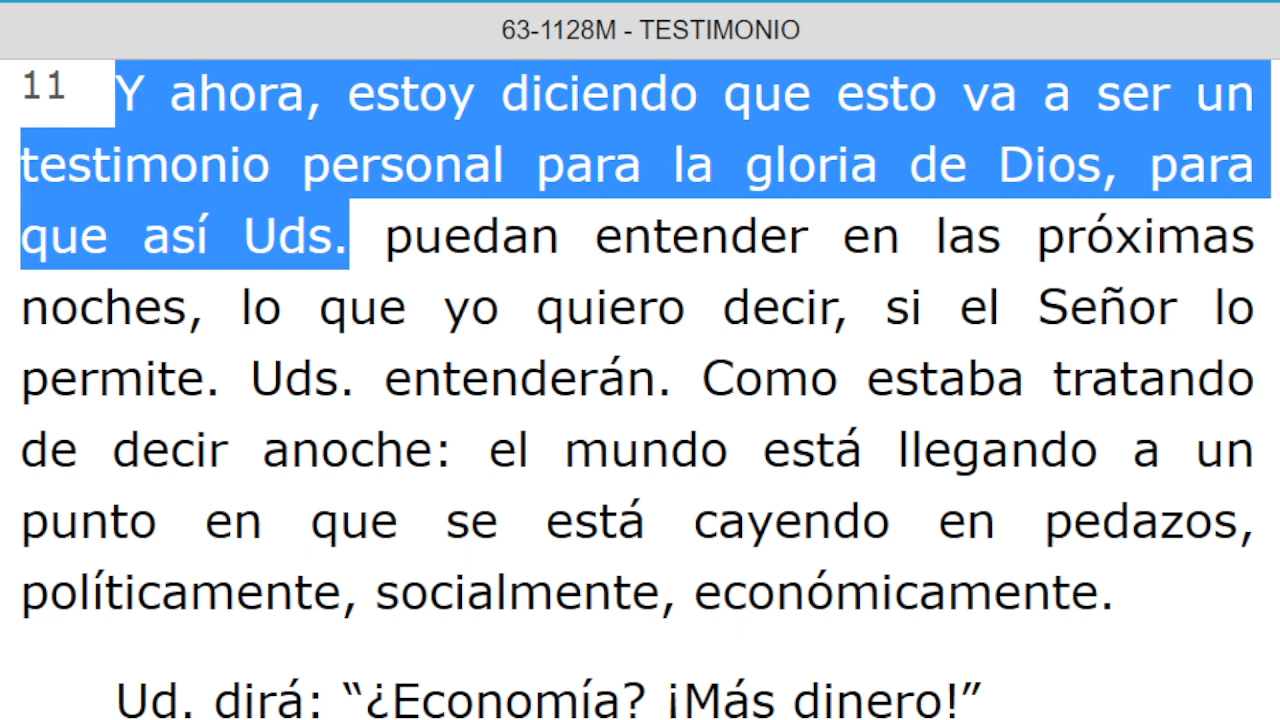 63-1128M - TESTIMONIO
11 Y ahora, estoy diciendo que esto va a ser un
testimonio personal para la gloria de Dios, para
que así Uds. puedan entender en las próximas
noches, lo que yo quiero decir, si el Señor lo
permite. Uds. entenderán. Como estaba tratando
de decir anoche: el mundo está llegando a un
punto en que se está cayendo en pedazos,
políticamente, socialmente, económicamente.
Ud. dirá: “¿Economía? ¡Más dinero!”